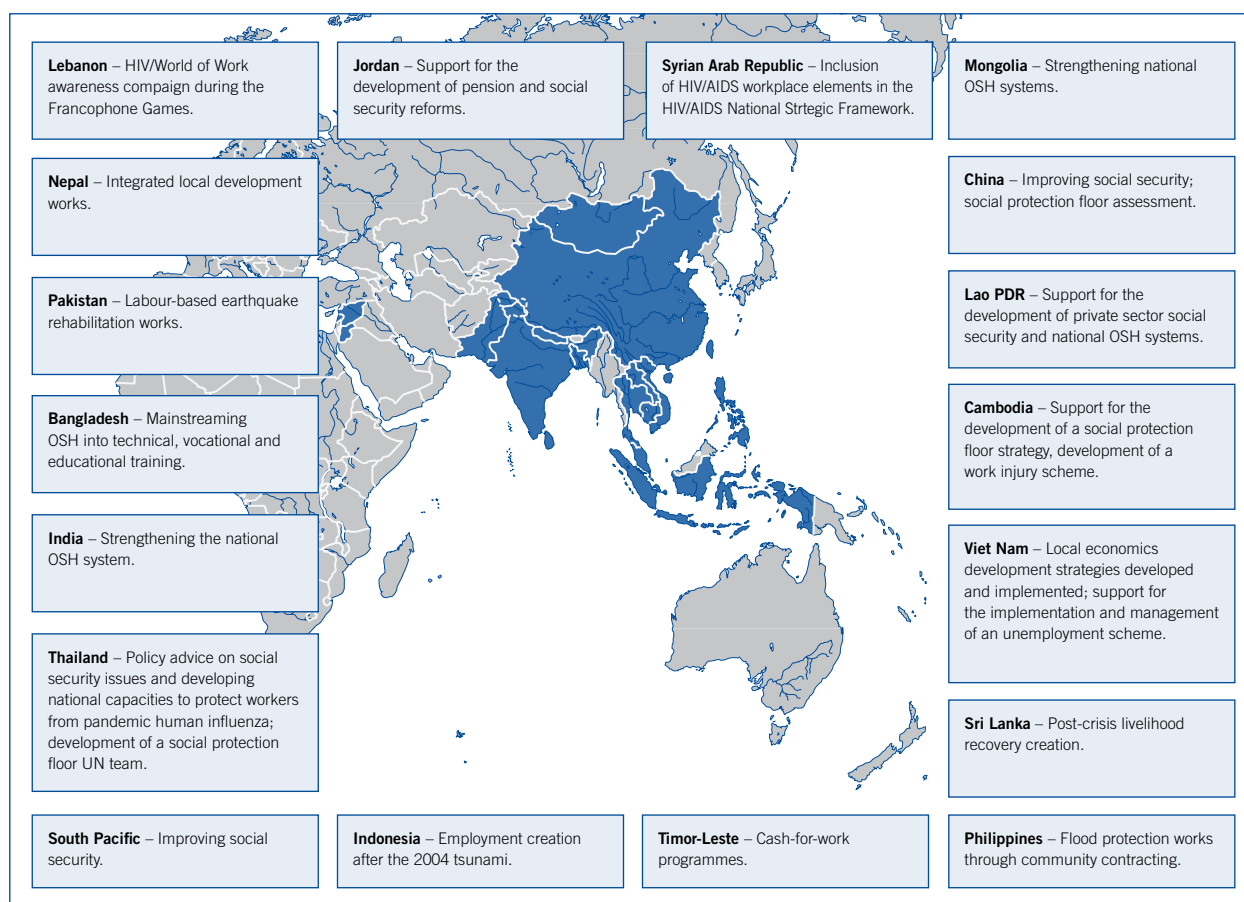 Lebanon – HIV/World of Work
awareness compaign during the
Francophone Games.
Jordan – Support for the
development of pension and social
security reforms.
Syrian Arab Republic – Inclusion
of HIV/AIDS workplace elements in the
HIV/AIDS National Strtegic Framework.
Mongolia – Strengthening national
OSH systems.
Nepal – Integrated local development
works.
China – Improving social security;
social protection floor assessment.
Pakistan – Labour-based earthquake
rehabilitation works.
Lao PDR – Support for the
development of private sector social
security and national OSH systems.
Bangladesh – Mainstreaming
OSH into technical, vocational and
educational training.
Cambodia – Support for the
development of a social protection
floor strategy, development of a
work injury scheme.
India – Strengthening the national
OSH system.
Viet Nam – Local economics
development strategies developed
and implemented; support for
the implementation and management
of an unemployment scheme.
Thailand – Policy advice on social
security issues and developing
national capacities to protect workers
from pandemic human influenza;
development of a social protection
floor UN team.
Sri Lanka – Post-crisis livelihood
recovery creation.
South Pacific – Improving social
security.
Indonesia – Employment creation
after the 2004 tsunami.
Timor-Leste – Cash-for-work
programmes.
Philippines – Flood protection works
through community contracting.